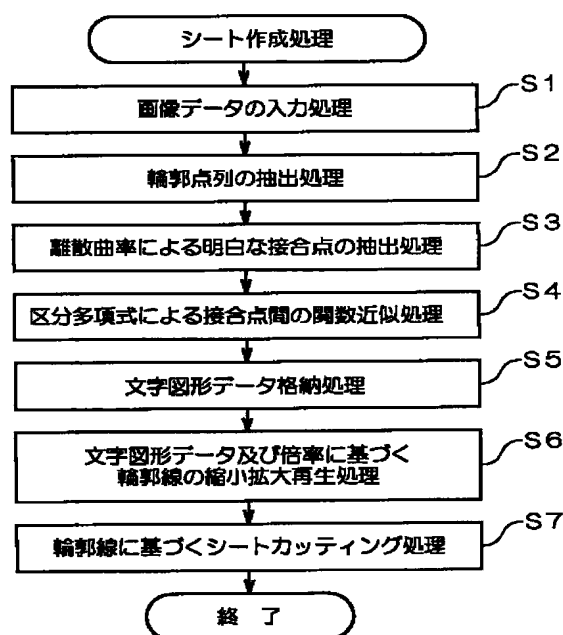 シート作成処理
S1
画像データの入力処理
S2
輪郭点列の抽出処理
S3
離散曲率による明白な接合点の抽出処理
S4
区分多項式による接合点間の関数近似処理
S5
文字図形データ格納処理
S6
文字図形データ及び倍率に基づく
輪郭線の縮小拡大再生処理
S7
輪郭線に基づくシートカッティング処理
終 了